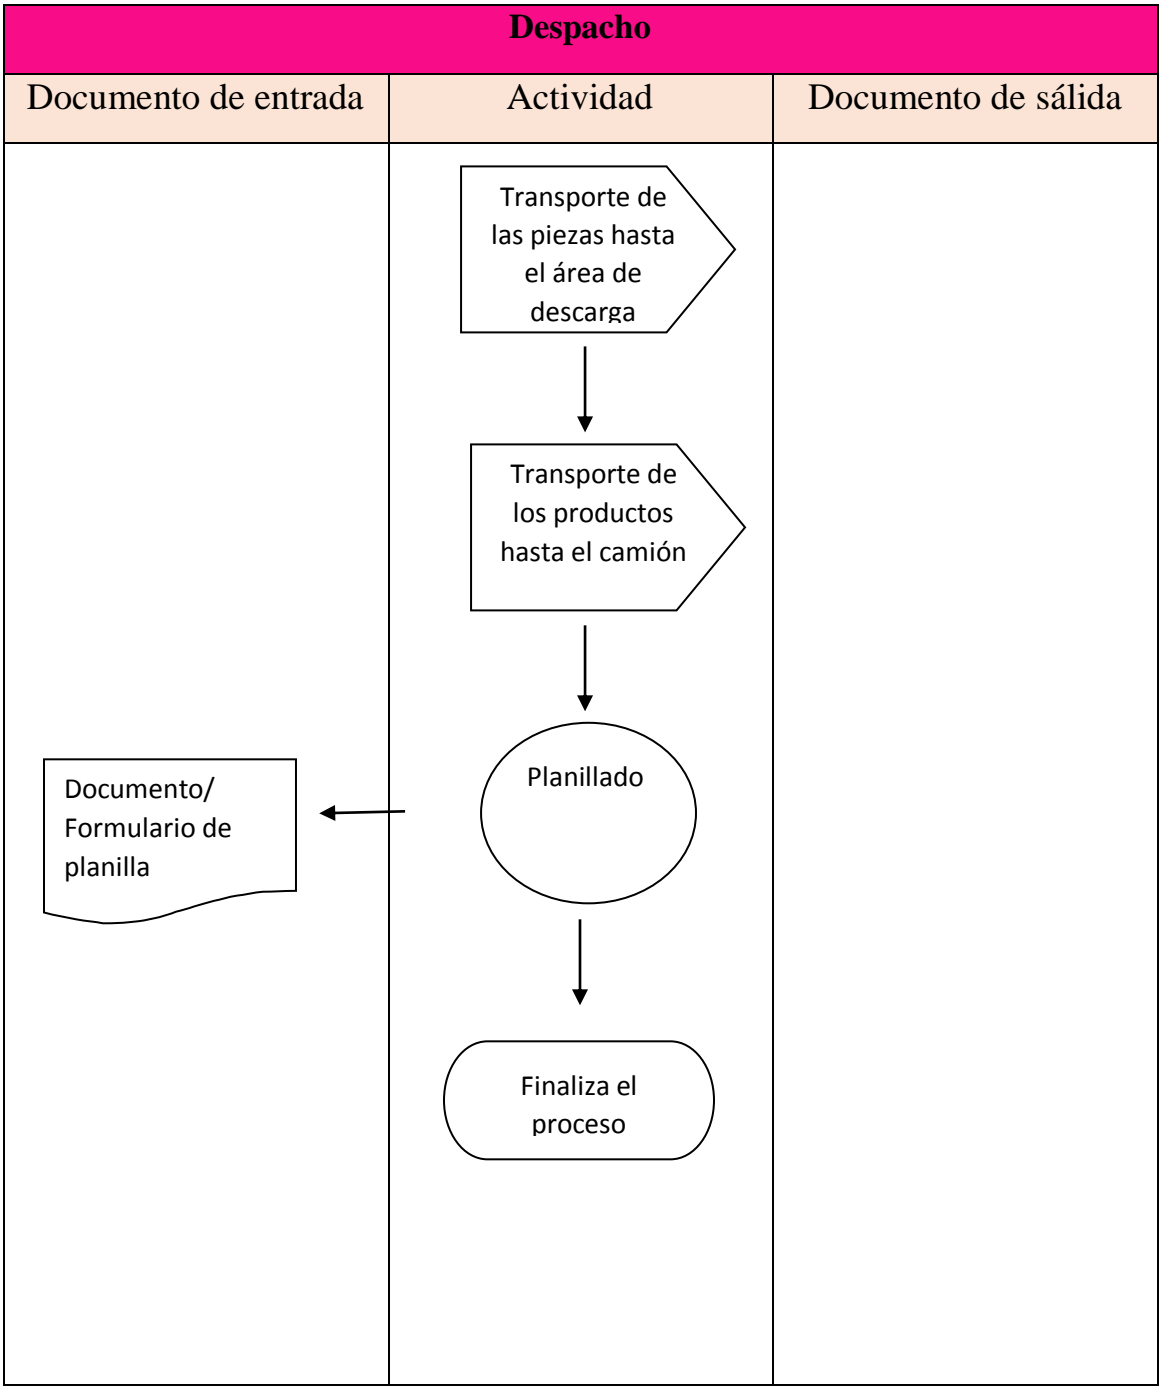 Despacho
Documento de entrada
Actividad
Documento de sálida
Transporte de
las piezas hasta
el área de
descarga
Transporte de
los productos
hasta el camión
Planillado
Documento/
Formulario de
planilla
Finaliza el
proceso